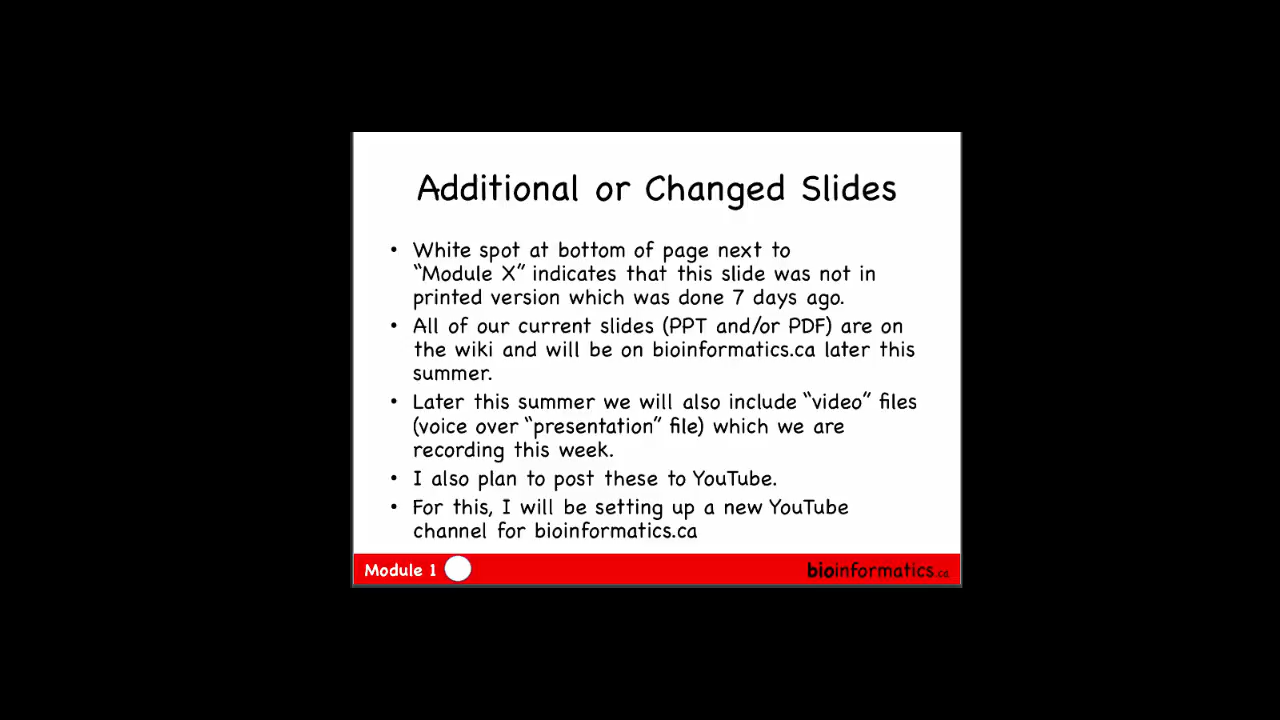 Additional or Changed Slides
• White spot at bottom of page next to
“Module X” indicates that this slide was not in
printed version which was done 7 days ago.
• All of our current slides (PPT and/or PDF) are on
the wiki and will be on bioinformatics.ca later this
summer.
• Later this summer we will also include “video” files
(voice over “presentation” file) which we are
recording this week.
• I also plan to post these to YouTube.
• For this, I will be setting up a new YouTube
channel for bioinformatics.ca
Module 1
bioinformatics.ca